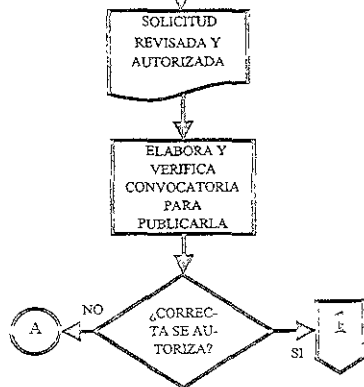 SOLICITUD
REVISADA Y
AUTORIZADA
ELABORA Y
VERIFICA
CONVOCATORIA
PARA
PUBLICARLA
¿CORREC-
TA SE AU-
TORIZA?
NO
A
SI